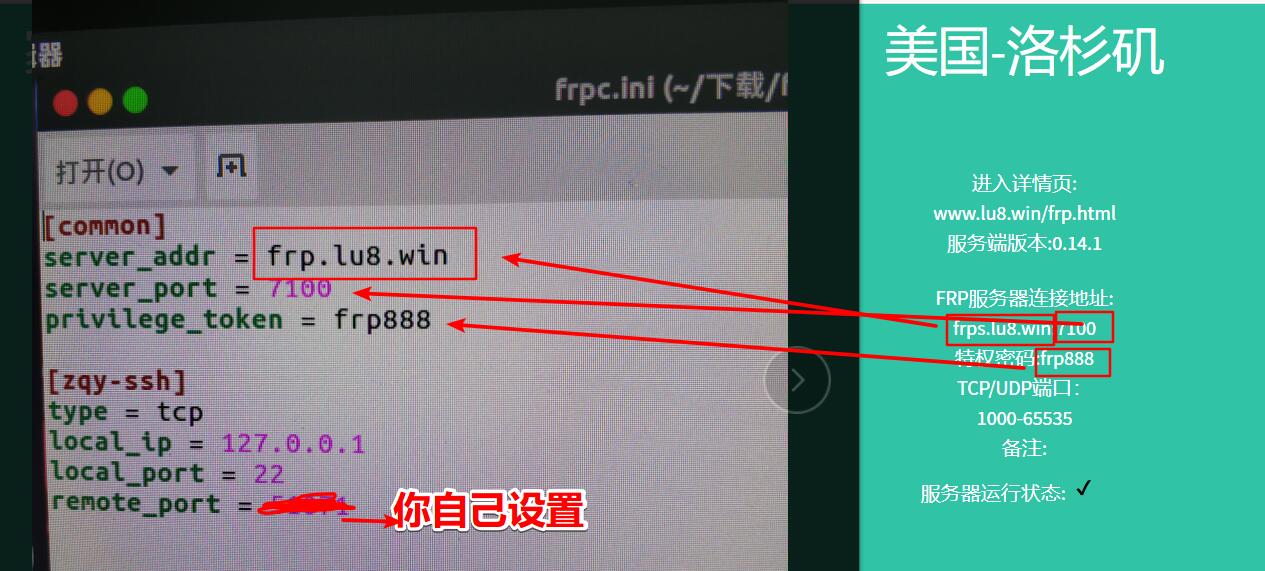 器
frpc.ini (~/下载/f
打开(O)
[common]
server_addr = frp.lu8.win
server_port = 7100
privilege_token = frp888
[zqy-ssh]
type = tcp
local_ip = 127.0.0.1
local_port = 22
remote_port =
你自己设置
美国-洛杉矶
进入详情页:
www.lu8.win/frp.html
服务端版本:0.14.1
FRP服务器连接地址:
frps.lu8.win:7100
特权密码:frp888
TCP/UDP端口:
1000-65535
备注:
服务器运行状态: ✓